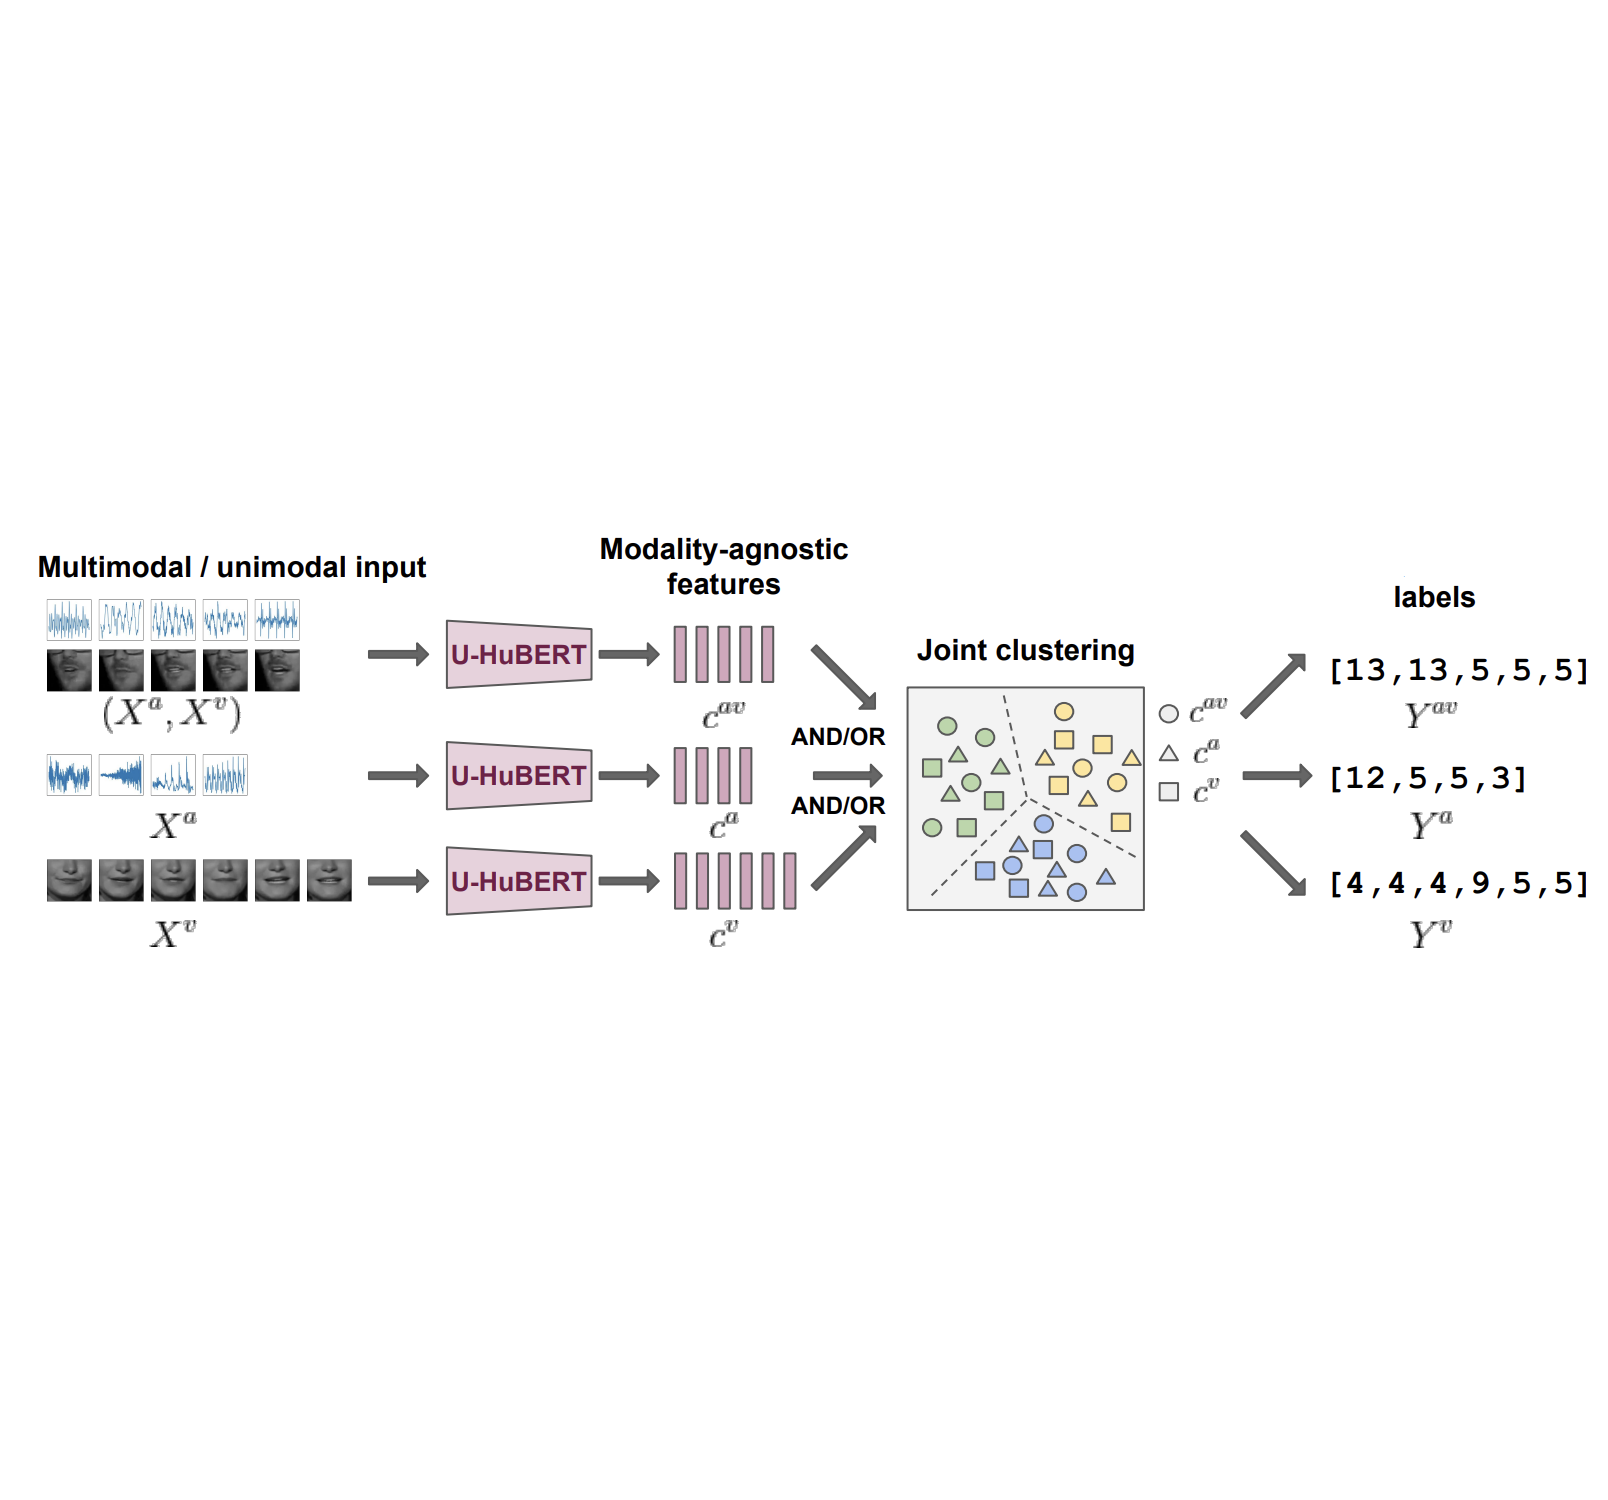 Multimodal / unimodal input
Modality-agnostic
features
labels
Joint clustering
U-HuBERT
(X^a, X^v)
c^{av}
[13,13,5,5,5]
Y^{av}
AND/OR
c^{av}
c^a
c^v
U-HuBERT
X^a
c^a
AND/OR
[12,5,5,3]
Y^a
U-HuBERT
X^v
c^v
[4,4,4,9,5,5]
Y^v